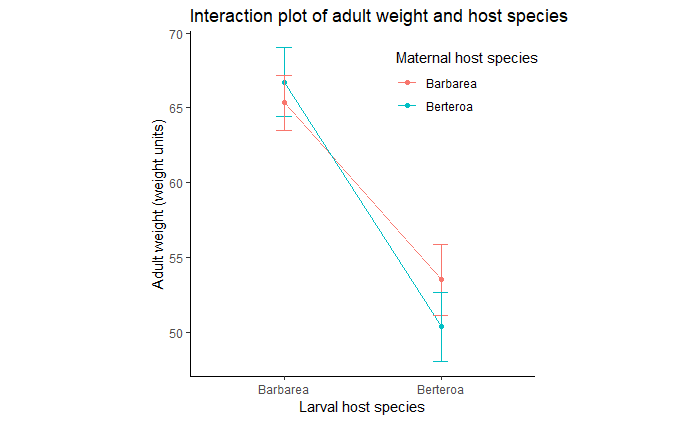 Interaction plot of adult weight and host species
70
65
60
55
50
Adult weight (weight units)
Maternal host species
Barbarea
Berteroa
Barbarea
Berteroa
Larval host species